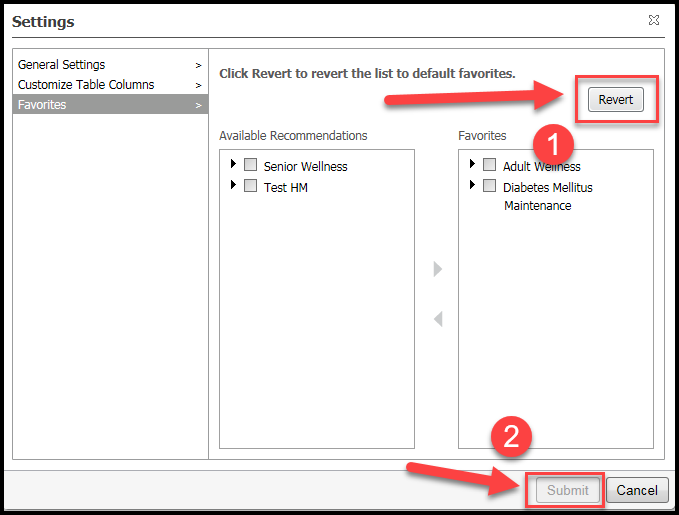 Settings
General Settings >
Customize Table Columns >
Favorites >
Click Revert to revert the list to default favorites.
Revert
1
Available Recommendations
Favorites
Senior Wellness
Test HM
Adult Wellness
Diabetes Mellitus
Maintenance
2
Submit
Cancel